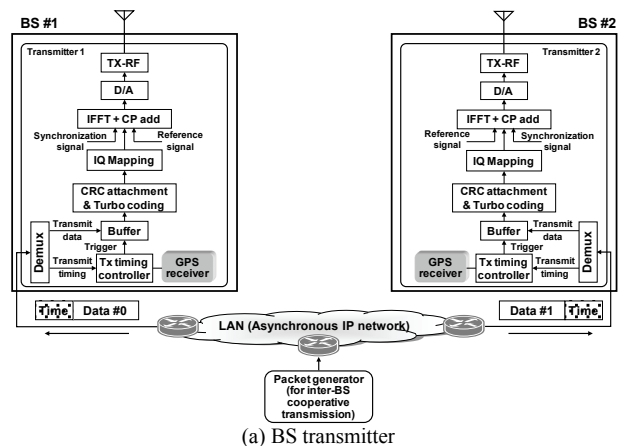 BS #1
Transmitter 1
TX-RF
D/A
IFFT + CP add
Synchronization
signal
Reference
signal
IQ Mapping
CRC attachment
& Turbo coding
Transmit
data
Buffer
Trigger
Demux
Transmit
timing
Tx timing
controller
GPS
receiver
Time
Data #0
BS #2
Transmitter 2
TX-RF
D/A
IFFT + CP add
Reference
signal
Synchronization
signal
IQ Mapping
CRC attachment
& Turbo coding
Buffer
Transmit
data
Trigger
Demux
GPS
receiver
Tx timing
controller
Transmit
timing
Data #1
Time
LAN (Asynchronous IP network)
Packet generator
(for inter-BS
cooperative
transmission)
(a) BS transmitter